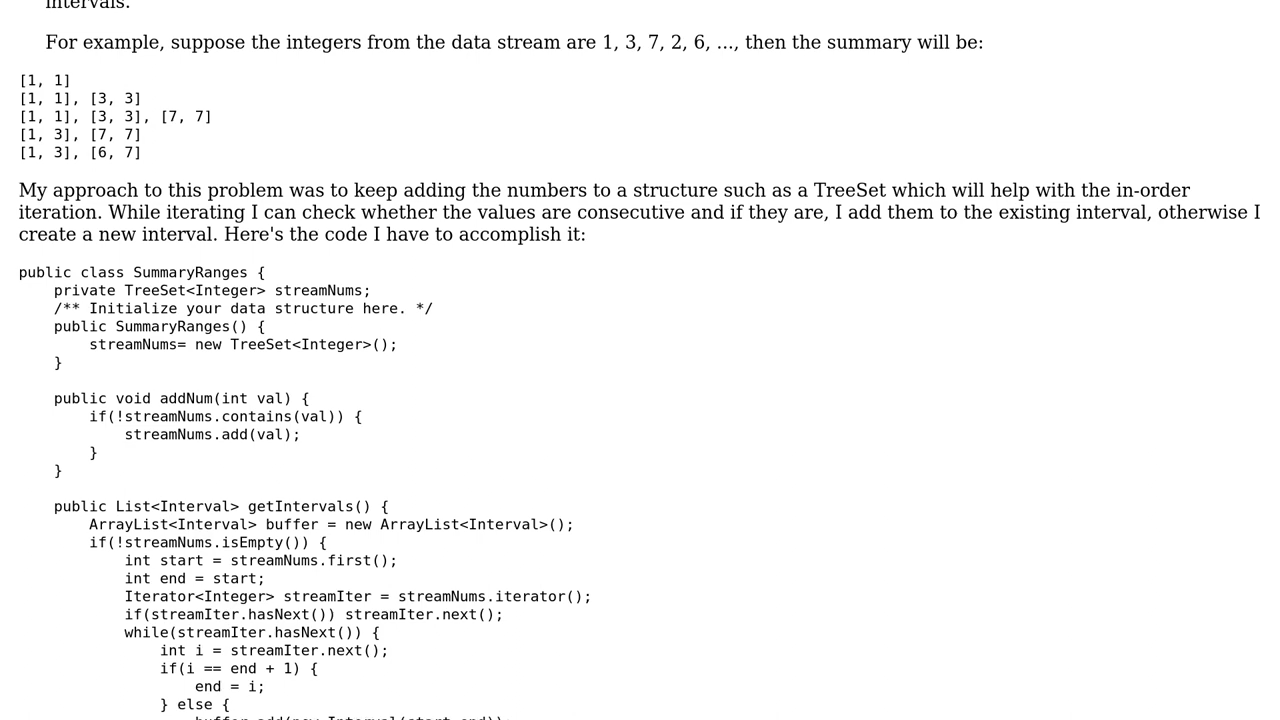 intervals.
For example, suppose the integers from the data stream are 1, 3, 7, 2, 6, ..., then the summary will be:
[1, 1]
[1, 1], [3, 3]
[1, 1], [3, 3], [7, 7]
[1, 3], [7, 7]
[1, 3], [6, 7]
My approach to this problem was to keep adding the numbers to a structure such as a TreeSet which will help with the in-order
iteration. While iterating I can check whether the values are consecutive and if they are, I add them to the existing interval, otherwise I
create a new interval. Here's the code I have to accomplish it:
public class SummaryRanges {
    private TreeSet<Integer> streamNums;
    /** Initialize your data structure here. */
    public SummaryRanges() {
        streamNums= new TreeSet<Integer>();
    }
    public void addNum(int val) {
        if(!streamNums.contains(val)) {
            streamNums.add(val);
        }
    }
    public List<Interval> getIntervals() {
        ArrayList<Interval> buffer = new ArrayList<Interval>();
        if(!streamNums.isEmpty()) {
            int start = streamNums.first();
            int end = start;
            Iterator<Integer> streamIter = streamNums.iterator();
            if(streamIter.hasNext()) streamIter.next();
            while(streamIter.hasNext()) {
                int i = streamIter.next();
                if(i == end + 1) {
                    end = i;
                } else {
                    buffer.add(new Interval(start,end));